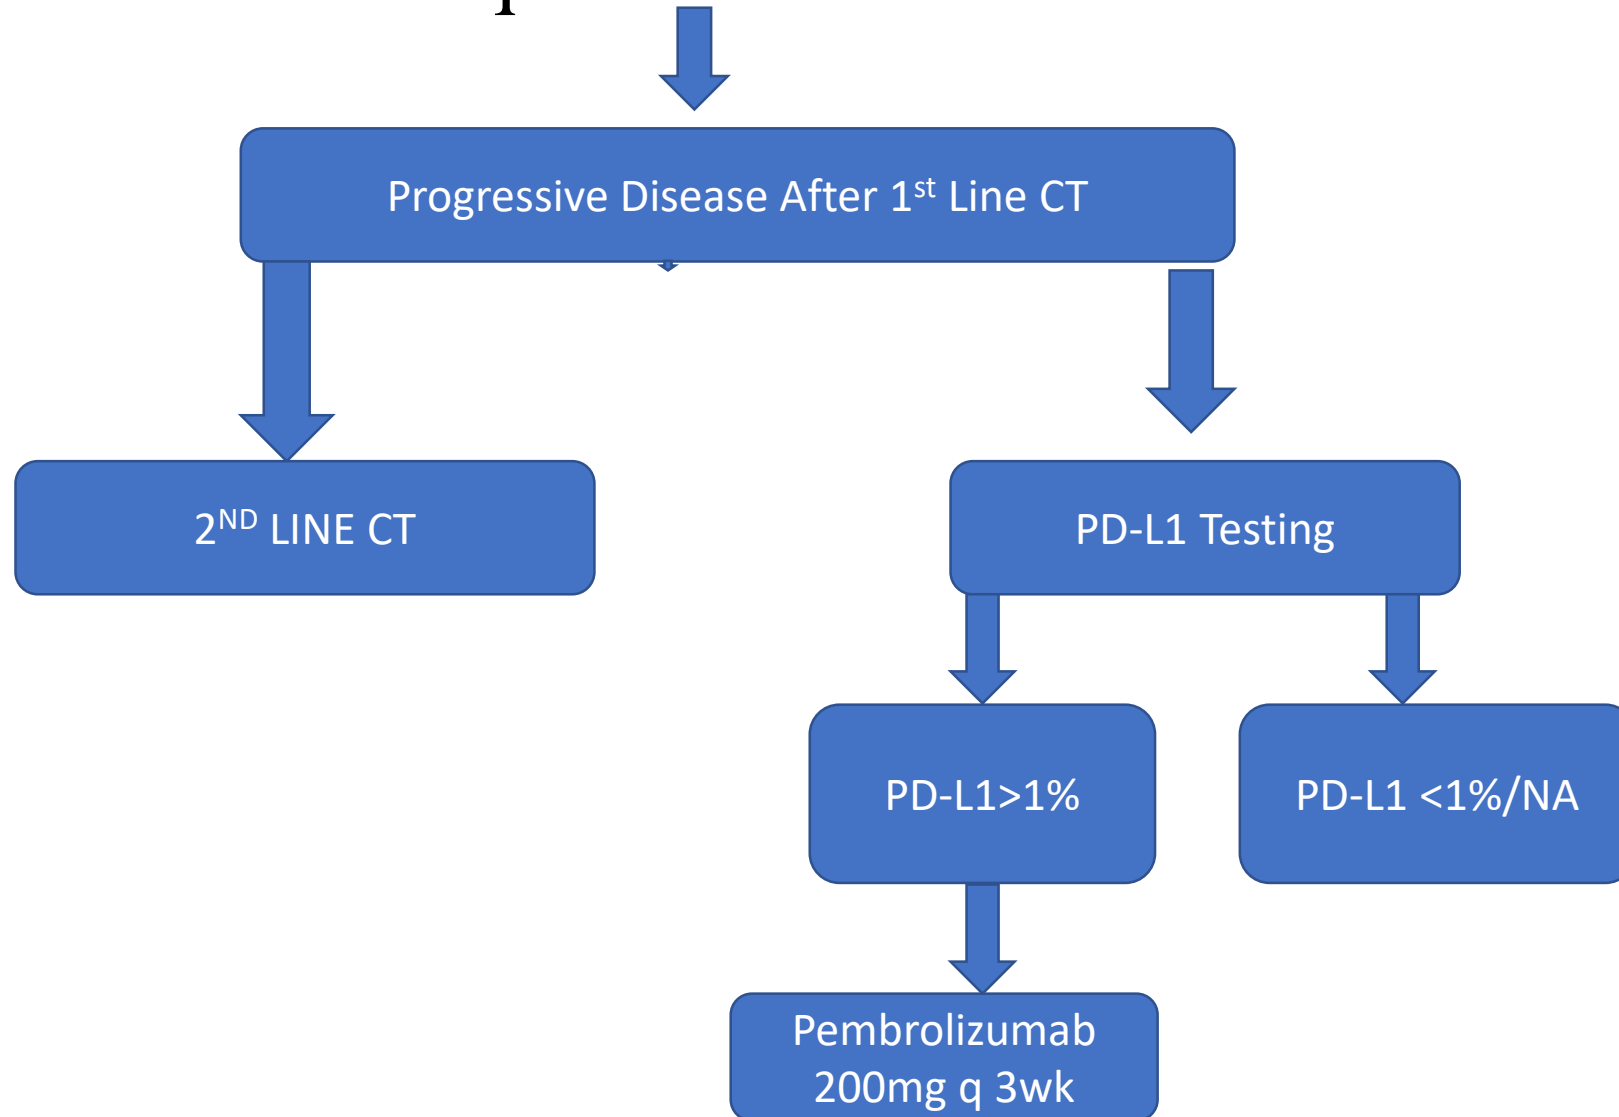 Progressive Disease After 1st Line CT
2ND LINE CT
PD-L1 Testing
PD-L1>1%
PD-L1 <1%/NA
Pembrolizumab
200mg q 3wk